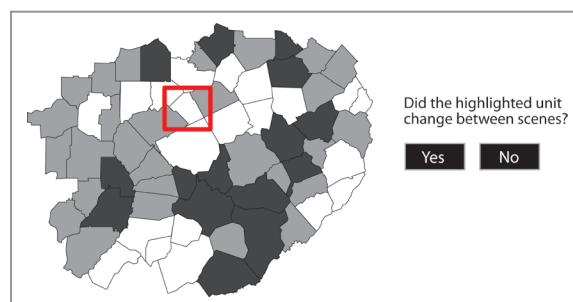 Did the highlighted unit
change between scenes?
Yes
No